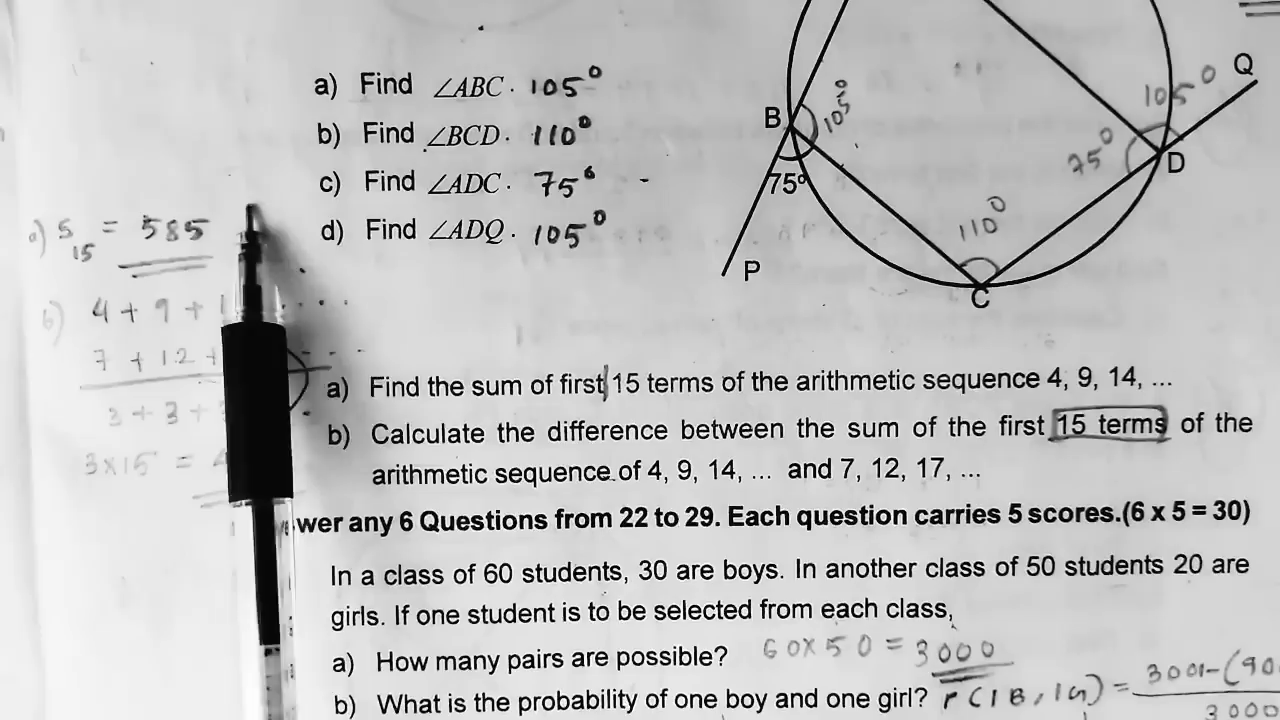 a) Find ∠ABC. 105°
b) Find ∠BCD. 110°
c) Find ∠ADC. 75° -
d) Find ∠ADQ. 105°
B
105°
75°
P
110°
C
75°
D
105°
Q
a) S15 = 585
b) 4 + 9 +
7 + 12 +
3 + 3 +
3 x 15 =
a) Find the sum of first 15 terms of the arithmetic sequence 4, 9, 14, ...
b) Calculate the difference between the sum of the first 15 terms of the
arithmetic sequence of 4, 9, 14, ... and 7, 12, 17, ...
wer any 6 Questions from 22 to 29. Each question carries 5 scores.(6 x 5 = 30)
In a class of 60 students, 30 are boys. In another class of 50 students 20 are
girls. If one student is to be selected from each class,
a) How many pairs are possible? 60x50 = 3000
b) What is the probability of one boy and one girl? P(1B,1G) =
3000